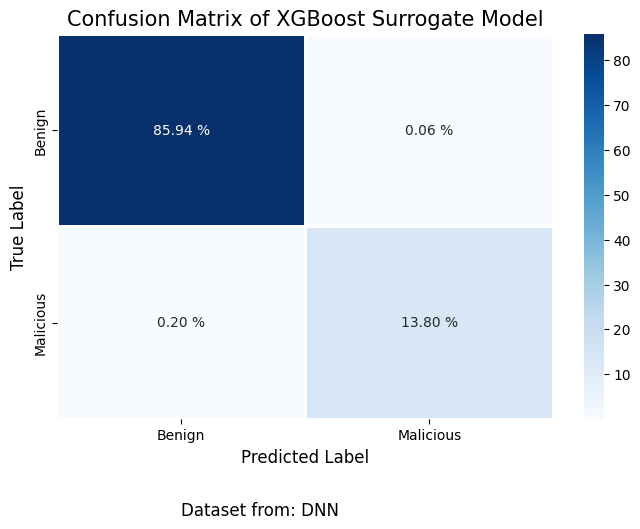 Confusion Matrix of XGBoost Surrogate Model
True Label
Benign
Malicious
85.94 %
0.06 %
0.20 %
13.80 %
80
70
60
50
40
30
20
10
Benign
Malicious
Predicted Label
Dataset from: DNN